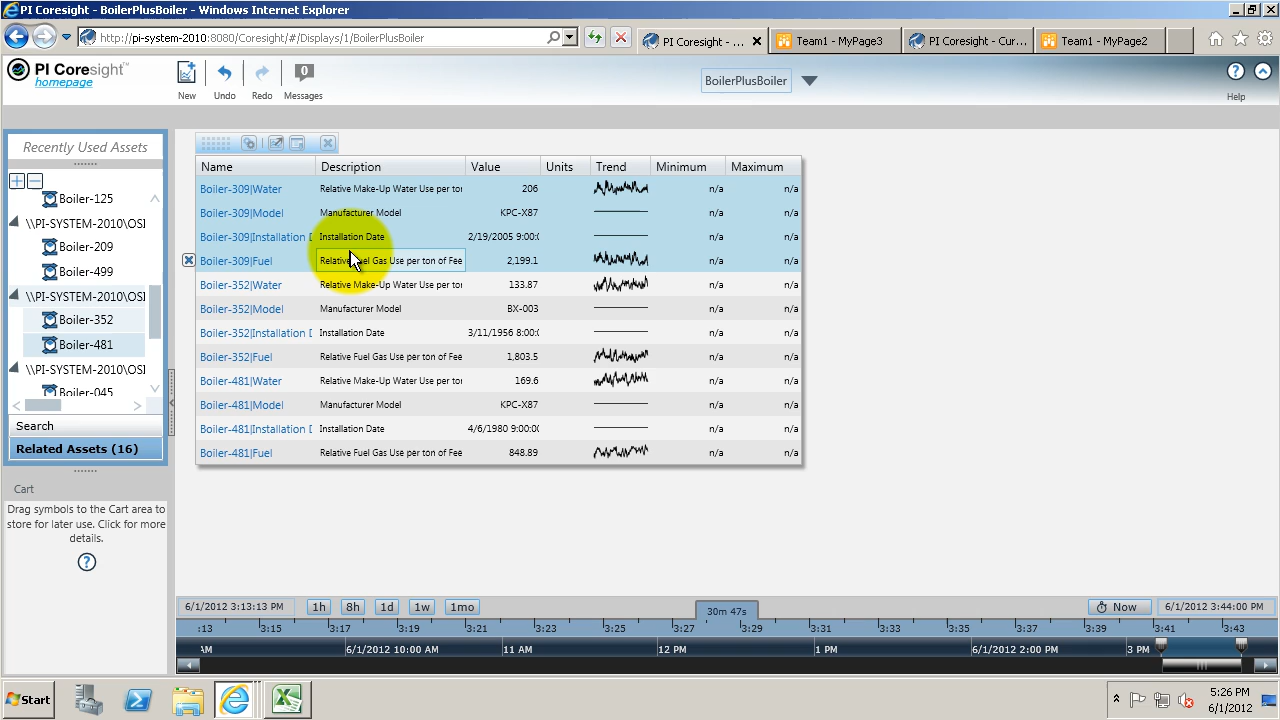 PI Coresight - BoilerPlusBoiler - Windows Internet Explorer
http://pi-system-2010:8080/Coresight/#/Displays/1/BoilerPlusBoiler
PI Coresight - ...
Team1 - MyPage3
PI Coresight - Cur...
Team1 - MyPage2
PI Coresight™
homepage
New
Undo
Redo
0
Messages
BoilerPlusBoiler
Help
Recently Used Assets
Boiler-125
\\PI-SYSTEM-2010\OSI
Boiler-209
Boiler-499
\\PI-SYSTEM-2010\OSI
Boiler-352
Boiler-481
\\PI-SYSTEM-2010\OSI
Boiler-045
Search
Related Assets (16)
Cart
Drag symbols to the Cart area to
store for later use. Click for more
details.
Name Description Value Units Trend Minimum Maximum
Boiler-309|Water Relative Make-Up Water Use per to 206 n/a n/a
Boiler-309|Model Manufacturer Model KPC-X87 n/a n/a
Boiler-309|Installation Installation Date 2/19/2005 9:00: n/a n/a
Boiler-309|Fuel Relative Fuel Gas Use per ton of Fee 2,199.1 n/a n/a
Boiler-352|Water Relative Make-Up Water Use per to 133.87 n/a n/a
Boiler-352|Model Manufacturer Model BX-003 n/a n/a
Boiler-352|Installation Installation Date 3/11/1956 8:00: n/a n/a
Boiler-352|Fuel Relative Fuel Gas Use per ton of Fee 1,803.5 n/a n/a
Boiler-481|Water Relative Make-Up Water Use per to 169.6 n/a n/a
Boiler-481|Model Manufacturer Model KPC-X87 n/a n/a
Boiler-481|Installation Installation Date 4/6/1980 9:00:0 n/a n/a
Boiler-481|Fuel Relative Fuel Gas Use per ton of Fee 848.89 n/a n/a
6/1/2012 3:13:13 PM
1h 8h 1d 1w 1mo
30m 47s
Now
6/1/2012 3:44:00 PM
:13 3:15 3:17 3:19 3:21 3:23 3:25 3:27 3:29 3:31 3:33 3:35 3:37 3:39 3:41 3:43
AM 6/1/2012 10:00 AM 11 AM 12 PM 1 PM 6/1/2012 2:00 PM 3 PM
Start
5:26 PM
6/1/2012